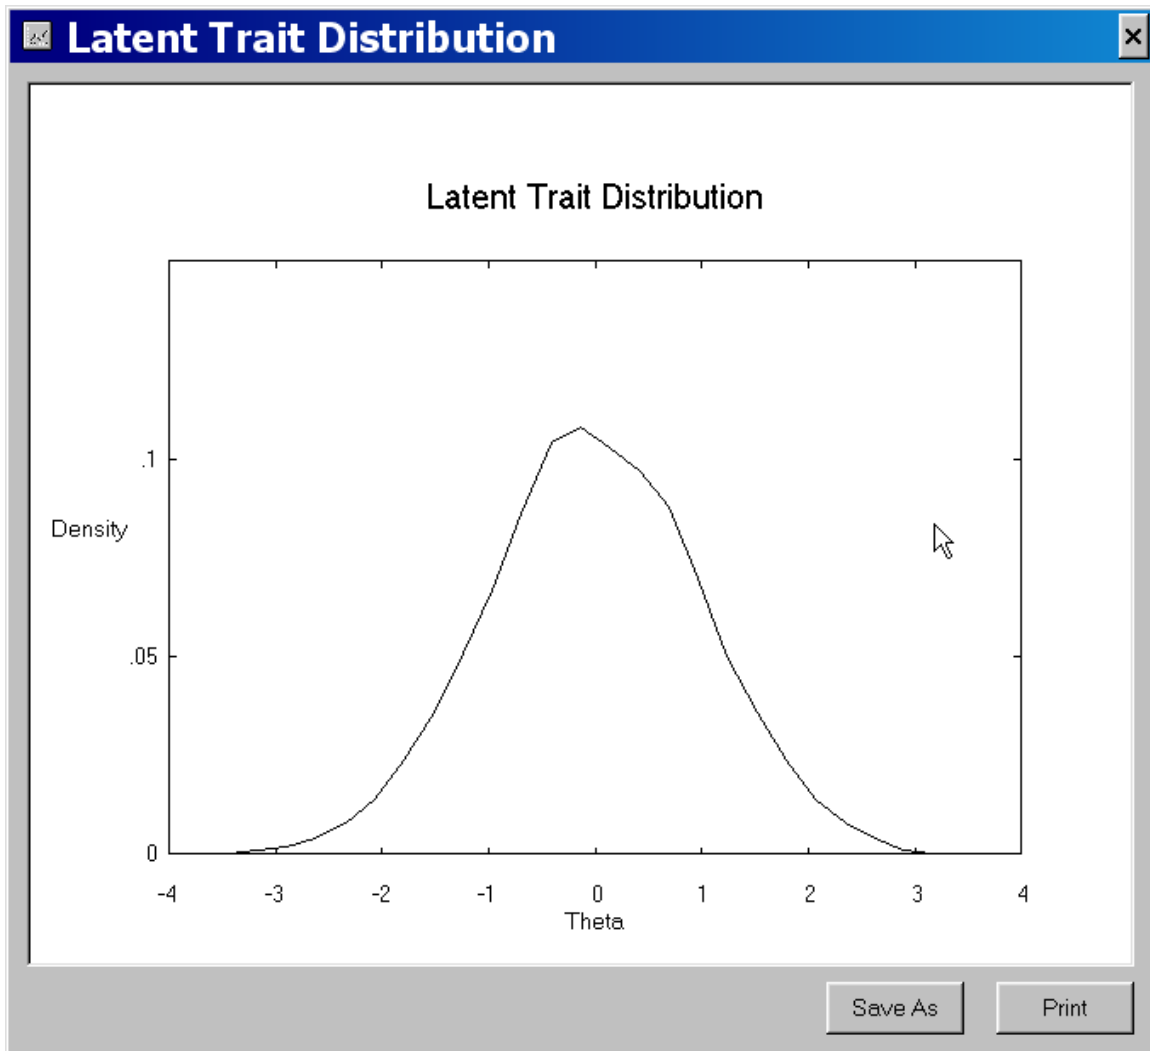 Latent Trait Distribution
Latent Trait Distribution
.1
Density
.05
0
-4 -3 -2 -1 0 1 2 3 4
Theta
Save As Print